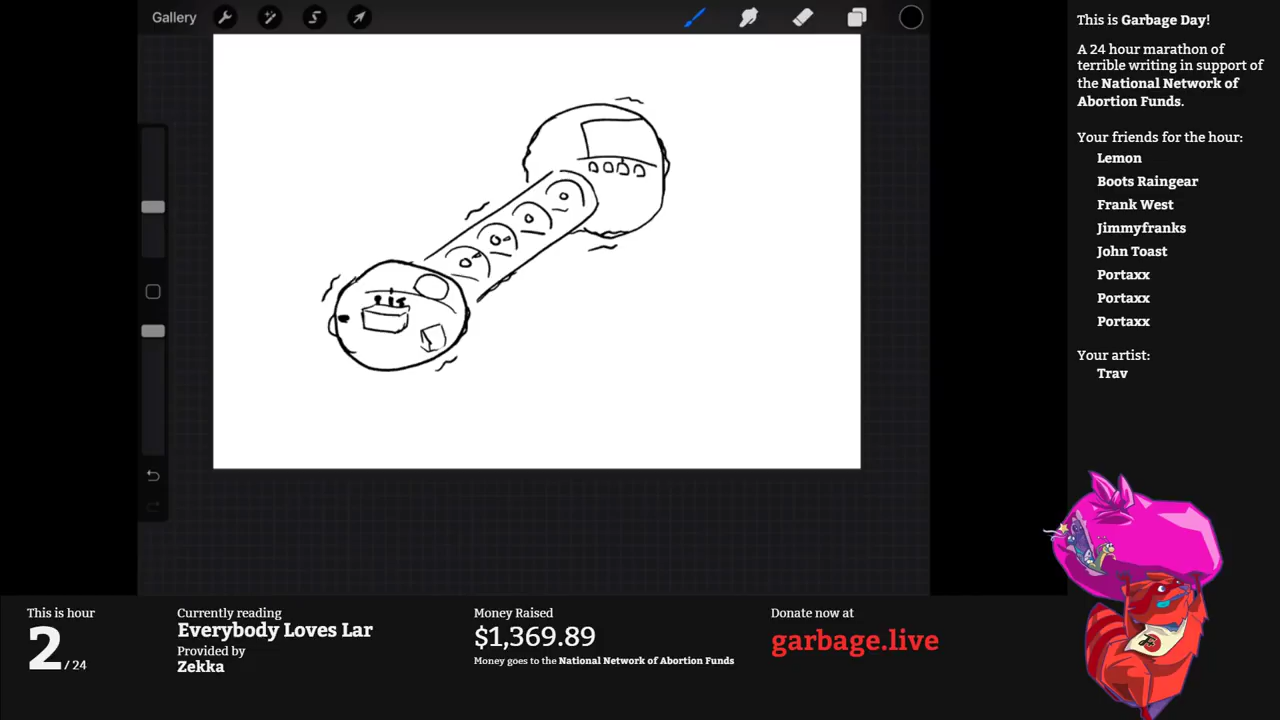 Gallery
This is Garbage Day!
A 24 hour marathon of
terrible writing in support of
the National Network of
Abortion Funds.
Your friends for the hour:
Lemon
Boots Raingear
Frank West
Jimmyfranks
John Toast
Portaxx
Portaxx
Portaxx
Your artist:
Trav
This is hour
2 / 24
Currently reading
Everybody Loves Lar
Provided by
Zekka
Money Raised
$1,369.89
Money goes to the National Network of Abortion Funds
Donate now at
garbage.live